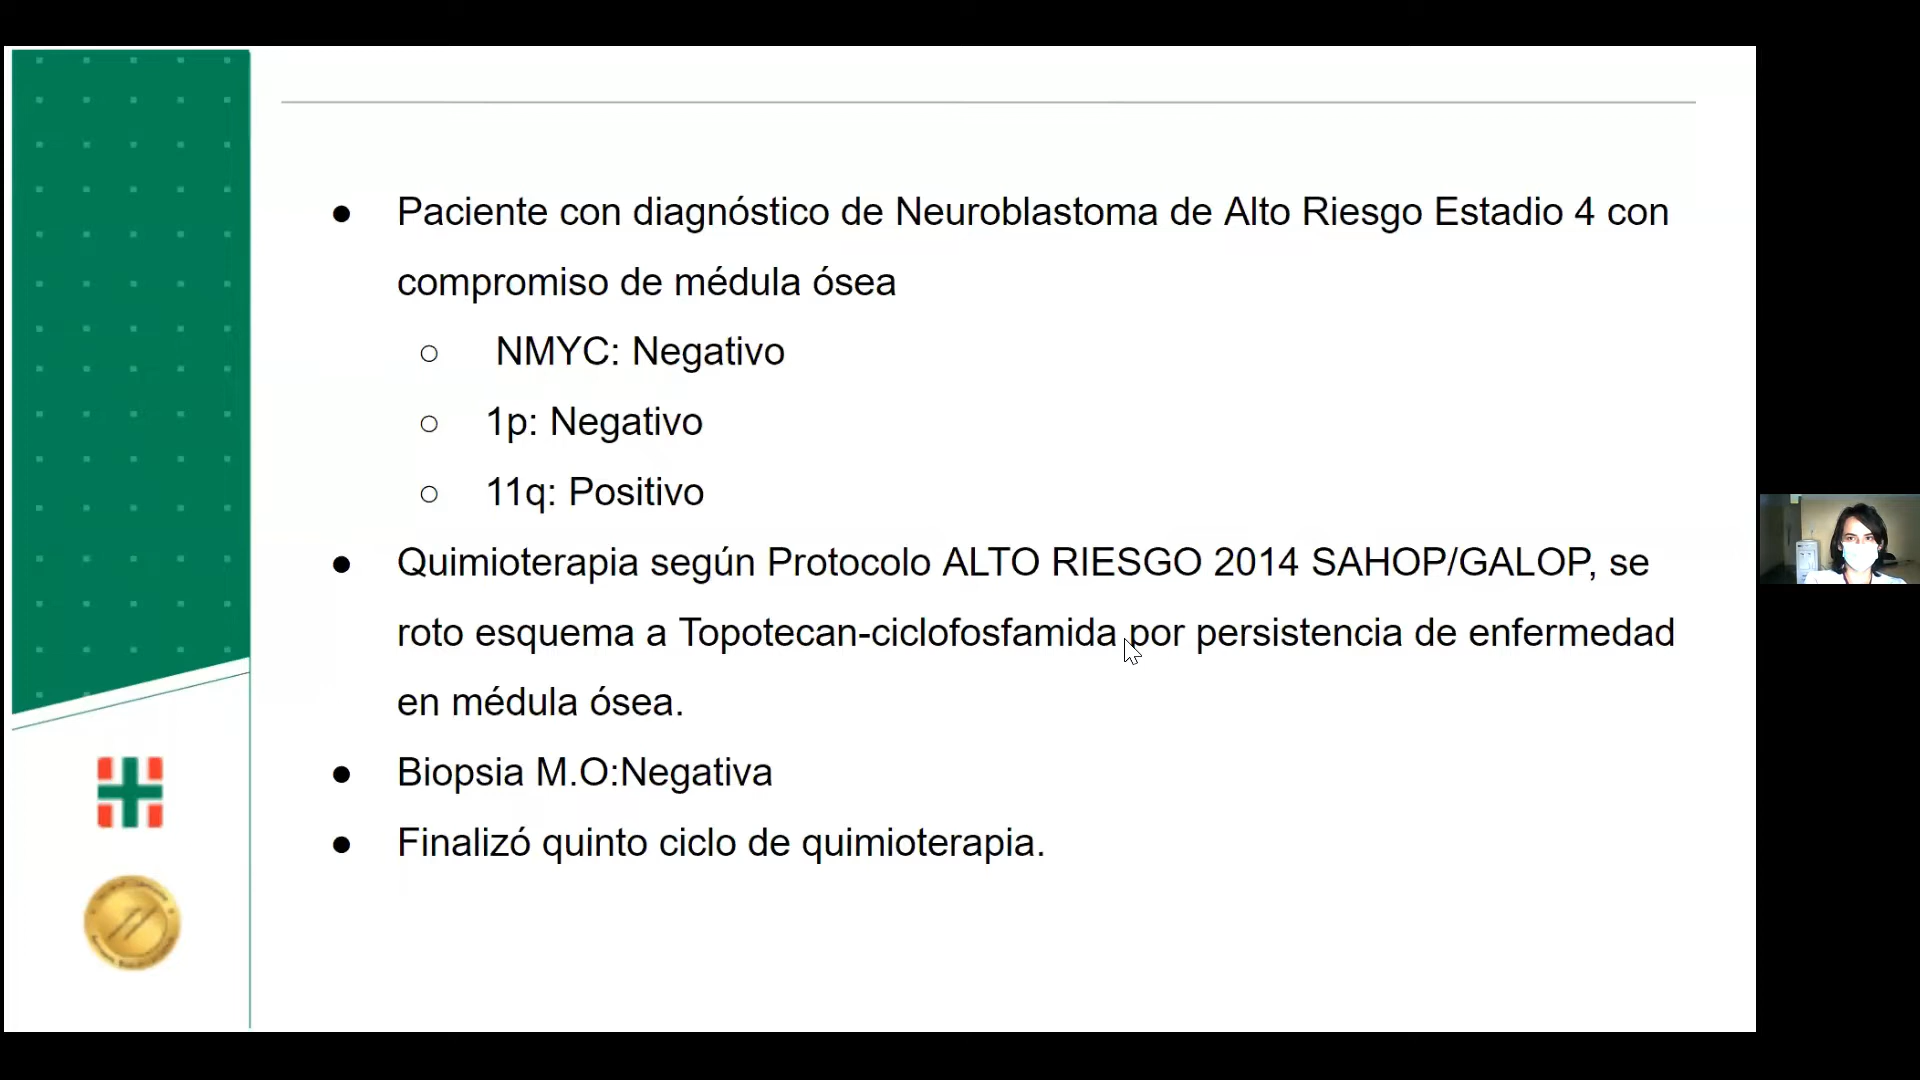 ● Paciente con diagnóstico de Neuroblastoma de Alto Riesgo Estadio 4 con
compromiso de médula ósea
○ NMYC: Negativo
○ 1p: Negativo
○ 11q: Positivo
● Quimioterapia según Protocolo ALTO RIESGO 2014 SAHOP/GALOP, se
roto esquema a Topotecan-ciclofosfamida por persistencia de enfermedad
en médula ósea.
● Biopsia M.O:Negativa
● Finalizó quinto ciclo de quimioterapia.